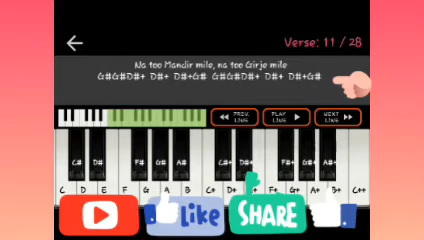 Verse: 11 / 28
Na too Mandir mile, na too Girje mile
G#G#D#+ D#+ D#+G# G#G#D#+ D#+ D#+G#
PREV. LINE PLAY LINE NEXT LINE
C# D# F# G# A# C#+ D#+ F#+ G#+ A#+
C D E F G A B C+ D+ F+ G+ A+ B+ C++
Like SHARE